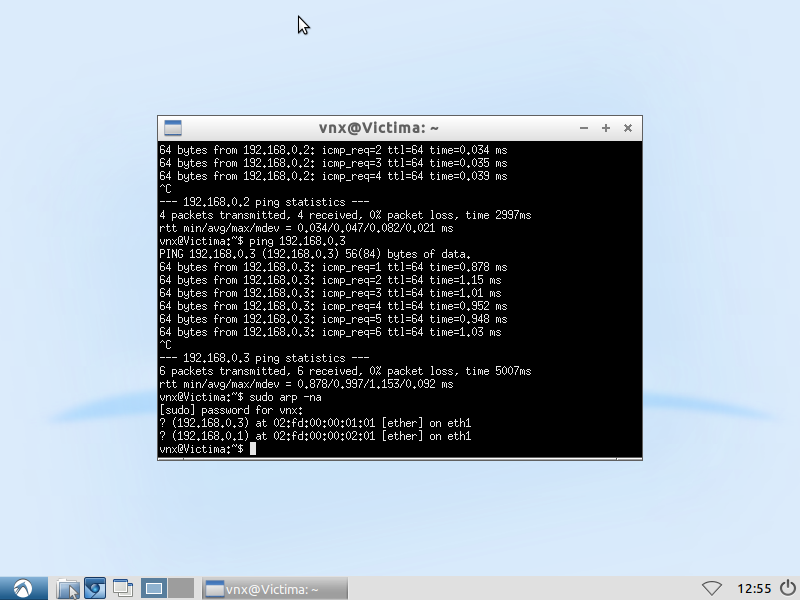 vnx@Victima: ~
64 bytes from 192.168.0.2: icmp_req=2 ttl=64 time=0.034 ms
64 bytes from 192.168.0.2: icmp_req=3 ttl=64 time=0.035 ms
64 bytes from 192.168.0.2: icmp_req=4 ttl=64 time=0.039 ms
^C
--- 192.168.0.2 ping statistics ---
4 packets transmitted, 4 received, 0% packet loss, time 2997ms
rtt min/avg/max/mdev = 0.034/0.047/0.082/0.021 ms
vnx@Victima:~$ ping 192.168.0.3
PING 192.168.0.3 (192.168.0.3) 56(84) bytes of data.
64 bytes from 192.168.0.3: icmp_req=1 ttl=64 time=0.878 ms
64 bytes from 192.168.0.3: icmp_req=2 ttl=64 time=1.15 ms
64 bytes from 192.168.0.3: icmp_req=3 ttl=64 time=1.01 ms
64 bytes from 192.168.0.3: icmp_req=4 ttl=64 time=0.952 ms
64 bytes from 192.168.0.3: icmp_req=5 ttl=64 time=0.948 ms
64 bytes from 192.168.0.3: icmp_req=6 ttl=64 time=1.03 ms
^C
--- 192.168.0.3 ping statistics ---
6 packets transmitted, 6 received, 0% packet loss, time 5007ms
rtt min/avg/max/mdev = 0.878/0.997/1.153/0.092 ms
vnx@Victima:~$ sudo arp -na
[sudo] password for vnx:
? (192.168.0.3) at 02:fd:00:00:01:01 [ether] on eth1
? (192.168.0.1) at 02:fd:00:00:02:01 [ether] on eth1
vnx@Victima:~$
vnx@Victima: ~
12:55